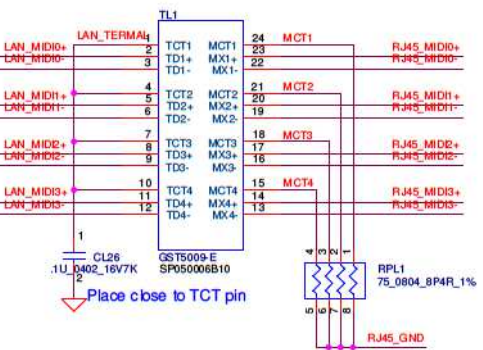 TL1
LAN_TERMAL 1 TCT1 MCT1 24 MCT1
LAN_MIDI0+ 2 TD1+ MX1+ 23 RJ45_MIDI0+
LAN_MIDI0- 3 TD1- MX1- 22 RJ45_MIDI0-
4 TCT2 MCT2 21 MCT2
LAN_MIDI1+ 5 TD2+ MX2+ 20 RJ45_MIDI1+
LAN_MIDI1- 6 TD2- MX2- 19 RJ45_MIDI1-
7 TCT3 MCT3 18 MCT3
LAN_MIDI2+ 8 TD3+ MX3+ 17 RJ45_MIDI2+
LAN_MIDI2- 9 TD3- MX3- 16 RJ45_MIDI2-
10 TCT4 MCT4 15 MCT4
LAN_MIDI3+ 11 TD4+ MX4+ 14 RJ45_MIDI3+
LAN_MIDI3- 12 TD4- MX4- 13 RJ45_MIDI3-
1
CL26
.1U_0402_16V7K
2
GST5009-E
SP050006B10
Place close to TCT pin
4 3 2 1
RPL1
75_0804_8P4R_1%
5 6 7 8
RJ45_GND